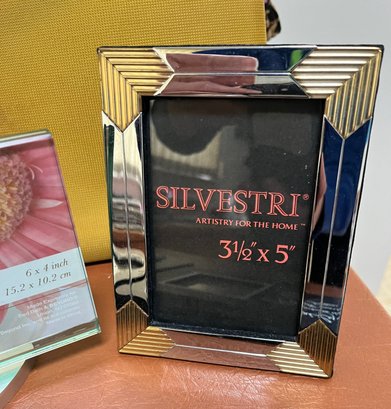 SILVESTRI®
ARTISTRY FOR THE HOME™
3½" x 5"
6 x 4 inch
15.2 x 10.2 cm